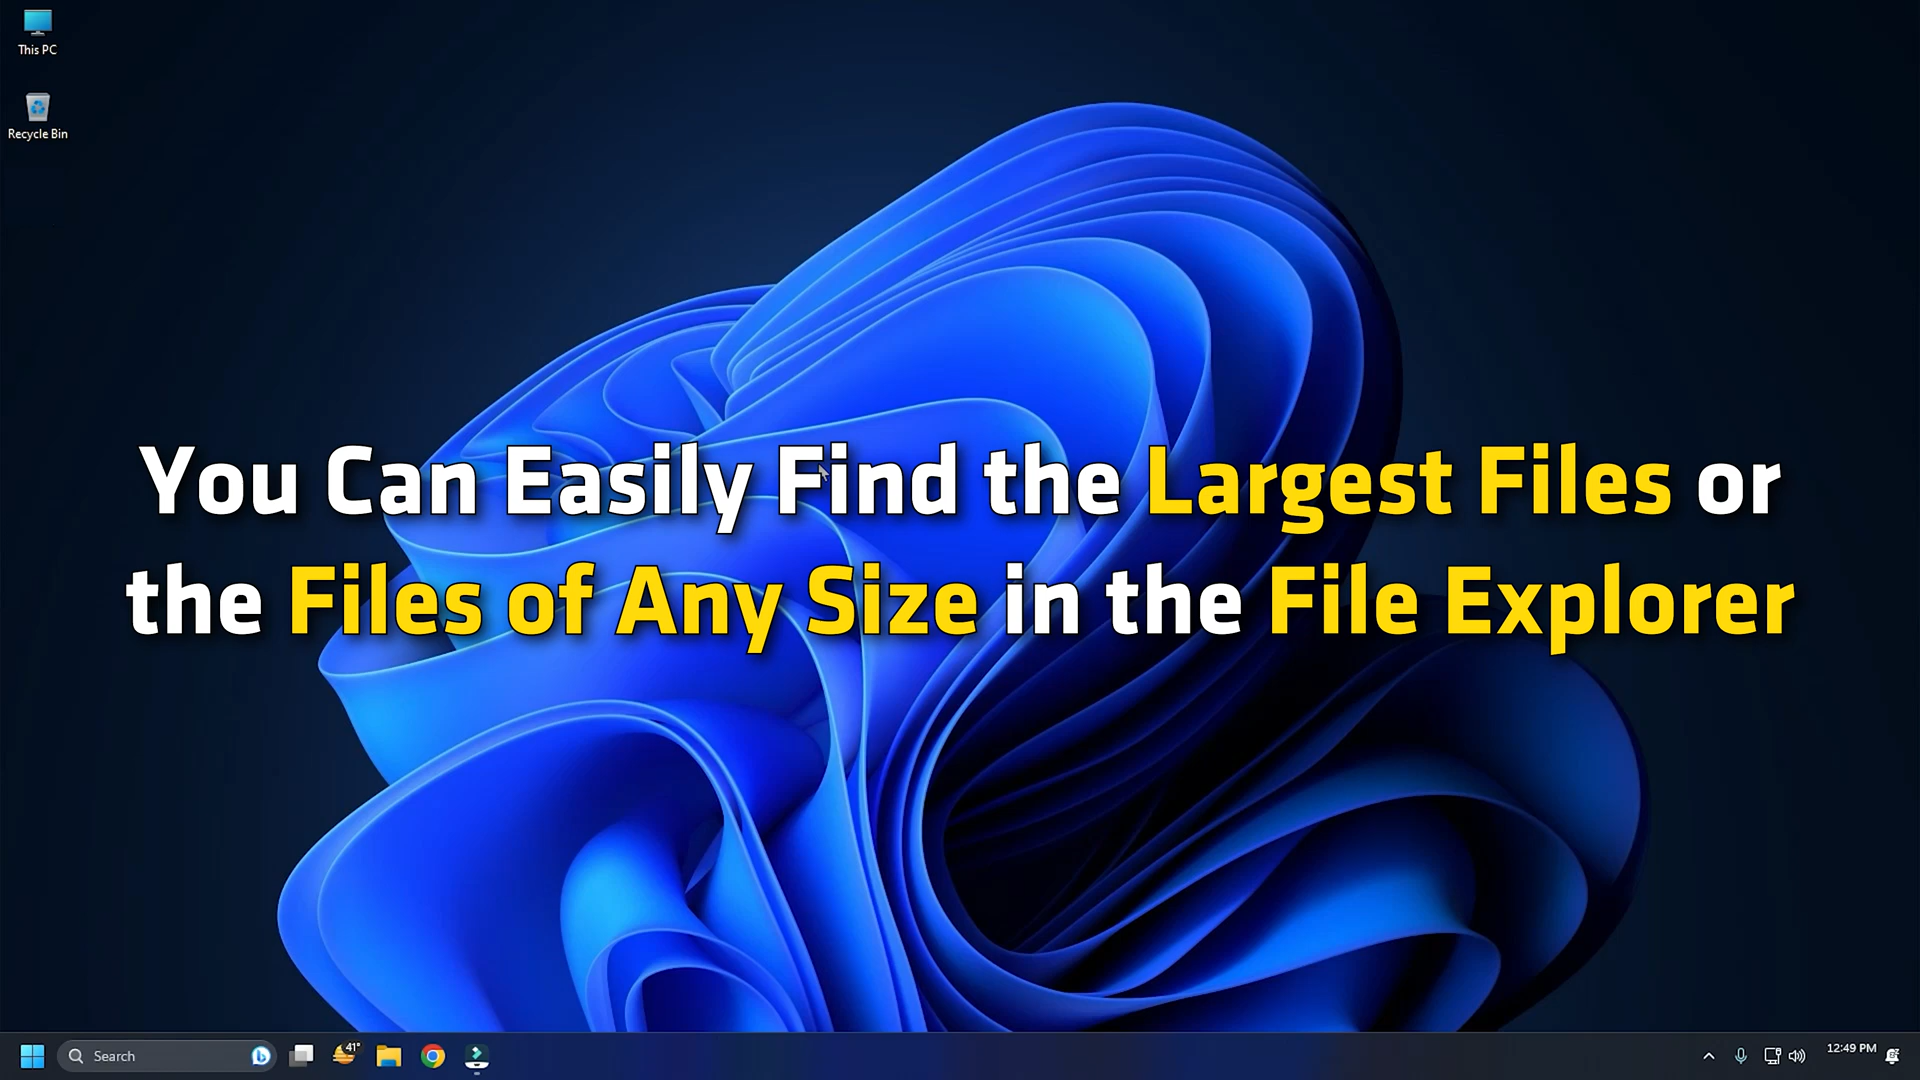 This PC
Recycle Bin
You Can Easily Find the Largest Files or
the Files of Any Size in the File Explorer
Search
41°
12:49 PM